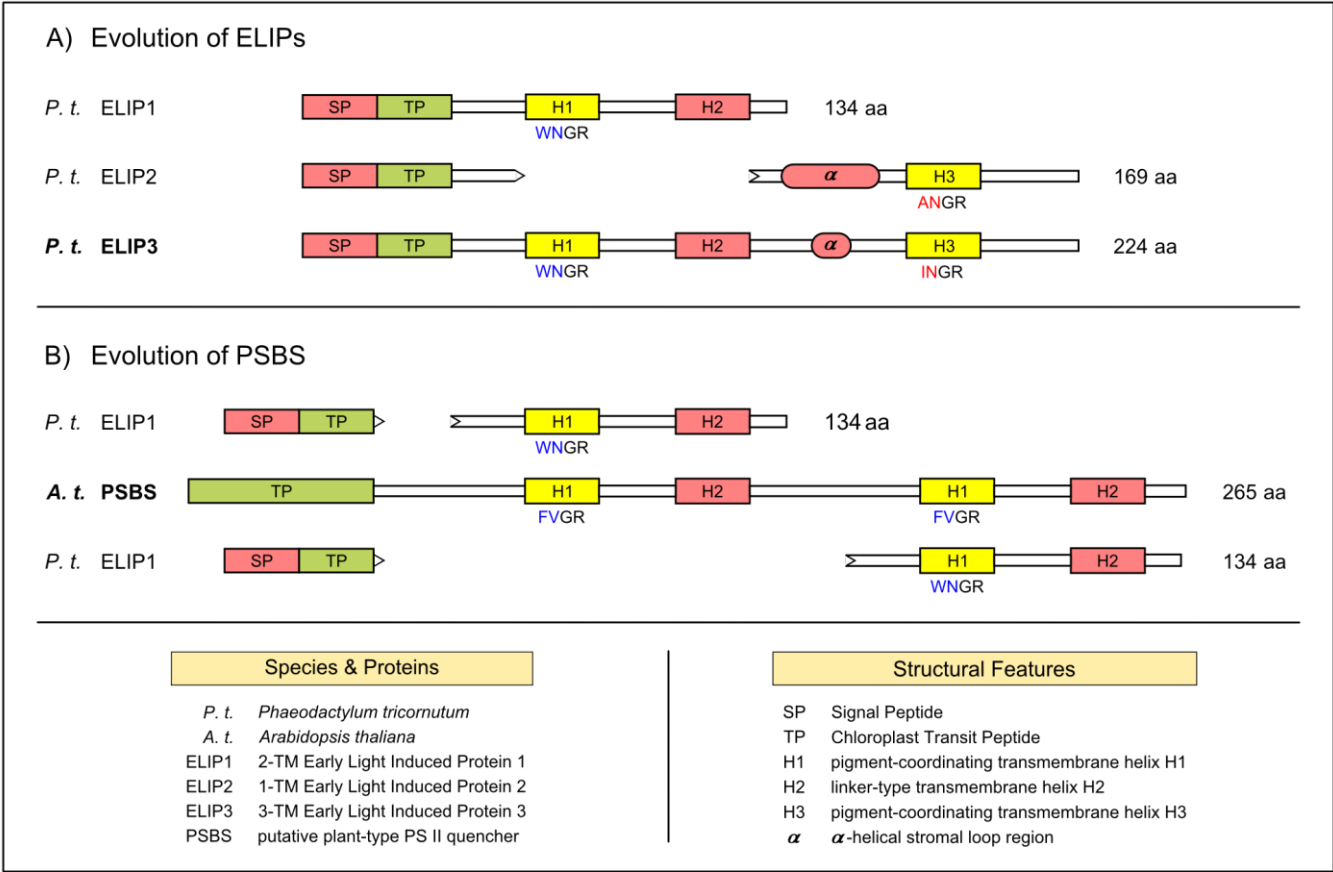 A) Evolution of ELIPs
P. t. ELIP1 SP TP H1 H2 134 aa
WNGR
P. t. ELIP2 SP TP α H3 169 aa
ANGR
P. t. ELIP3 SP TP H1 H2 α H3 224 aa
WNGR INGR
B) Evolution of PSBS
P. t. ELIP1 SP TP H1 H2 134 aa
WNGR
A. t. PSBS TP H1 H2 H1 H2 265 aa
FVGR FVGR
P. t. ELIP1 SP TP H1 H2 134 aa
WNGR
Species & Proteins
P. t. Phaeodactylum tricornutum
A. t. Arabidopsis thaliana
ELIP1 2-TM Early Light Induced Protein 1
ELIP2 1-TM Early Light Induced Protein 2
ELIP3 3-TM Early Light Induced Protein 3
PSBS putative plant-type PS II quencher
Structural Features
SP Signal Peptide
TP Chloroplast Transit Peptide
H1 pigment-coordinating transmembrane helix H1
H2 linker-type transmembrane helix H2
H3 pigment-coordinating transmembrane helix H3
α α-helical stromal loop region